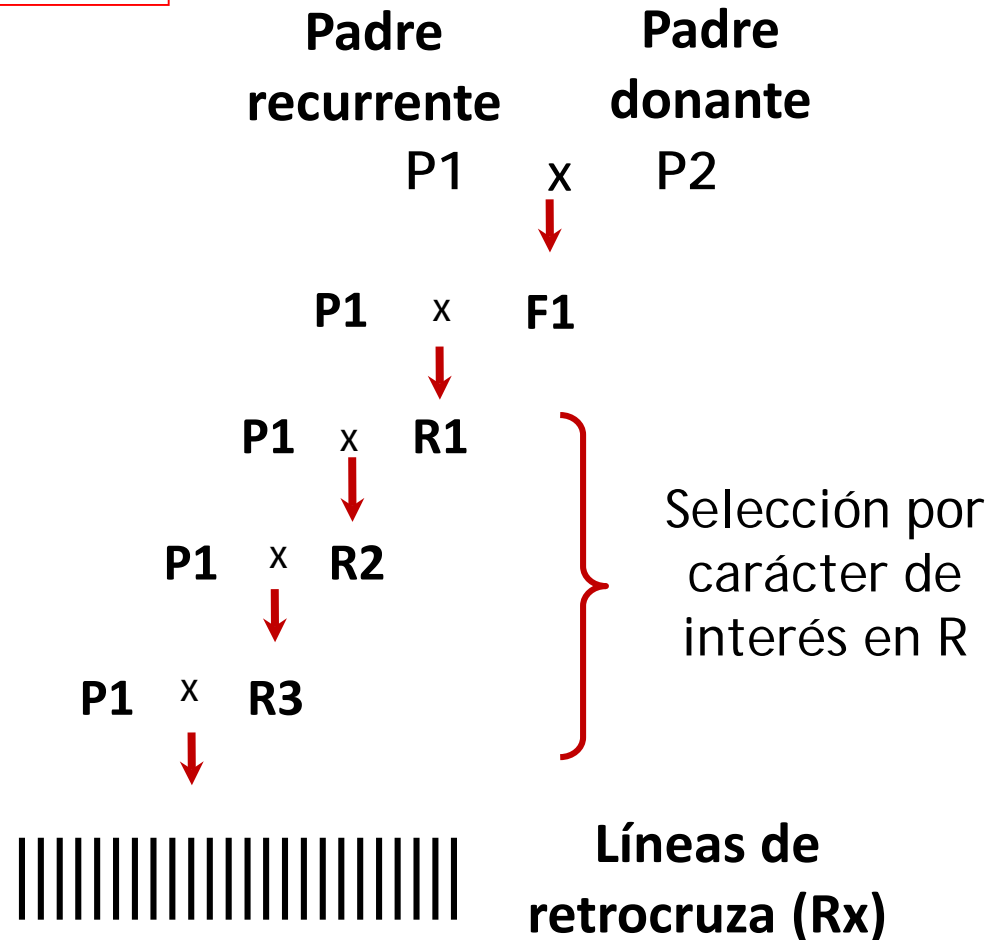 Padre recurrente
Padre donante
P1 x P2
P1 x F1
P1 x R1
P1 x R2
P1 x R3
Selección por
carácter de
interés en R
Líneas de
retrocruza (Rx)